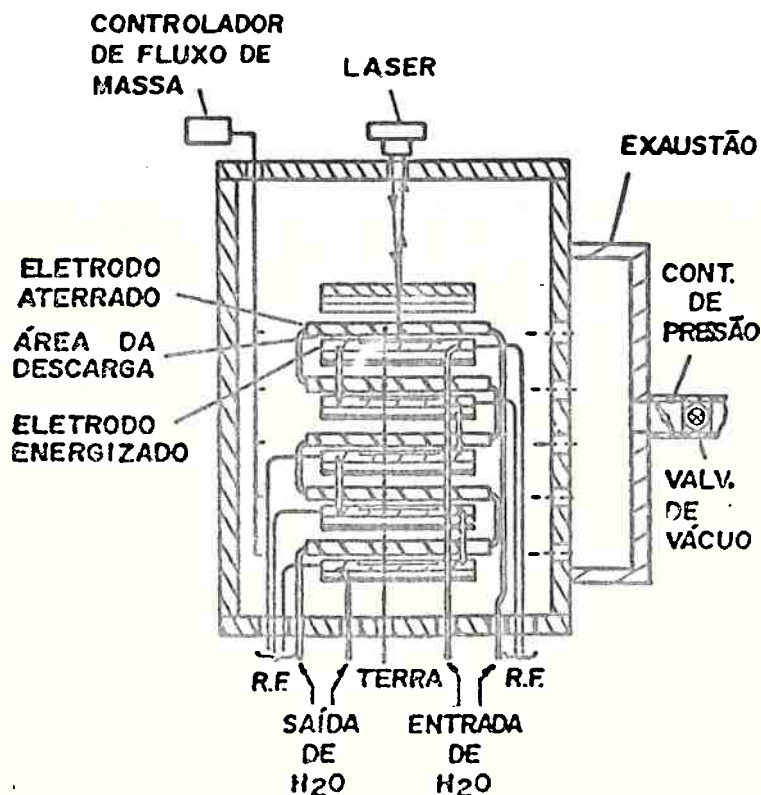 CONTROLADOR
DE FLUXO DE
MASSA
LASER
EXAUSTÃO
ELETRODO
ATERRADO
ÁREA DA
DESCARGA
ELETRODO
ENERGIZADO
CONT.
DE
PRESSÃO
VALV.
DE
VÁCUO
R.F.
TERRA
R.F.
SAÍDA
DE
H2O
ENTRADA
DE
H2O